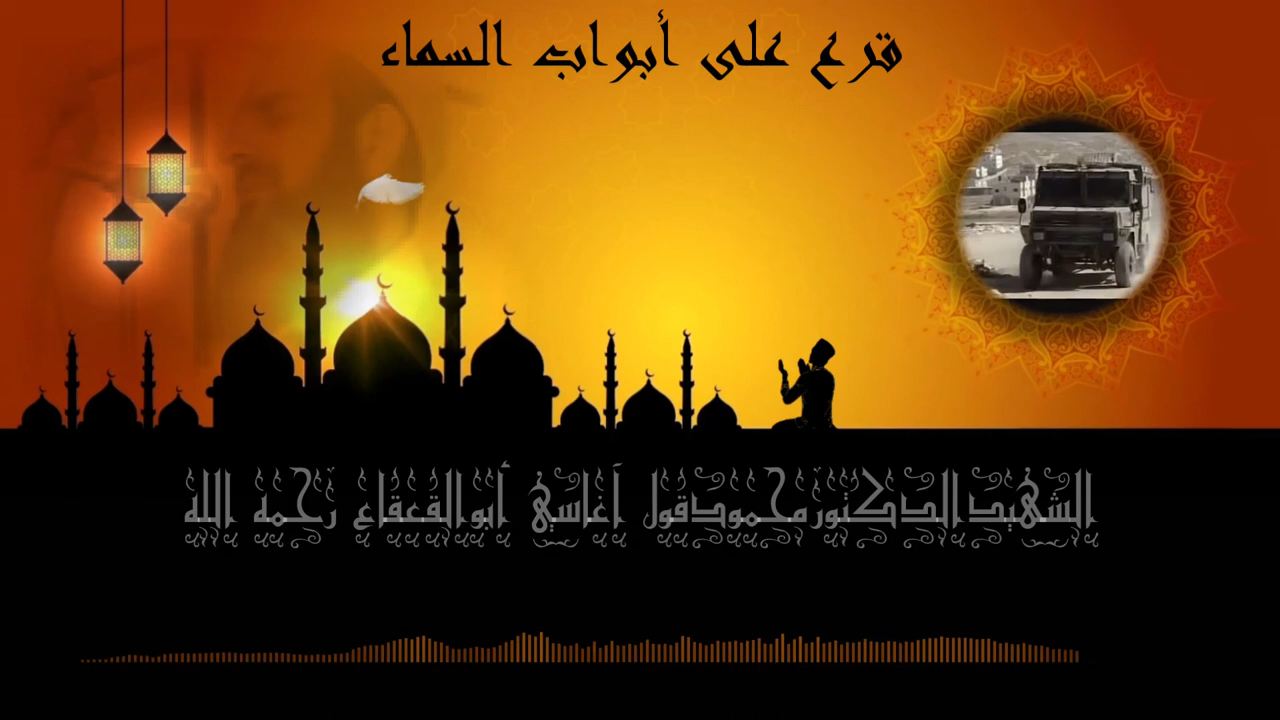 قرع على أبواب السماء
الشهيد الدكتور محمود قول آغاسي أبو القعقاع رحمه الله